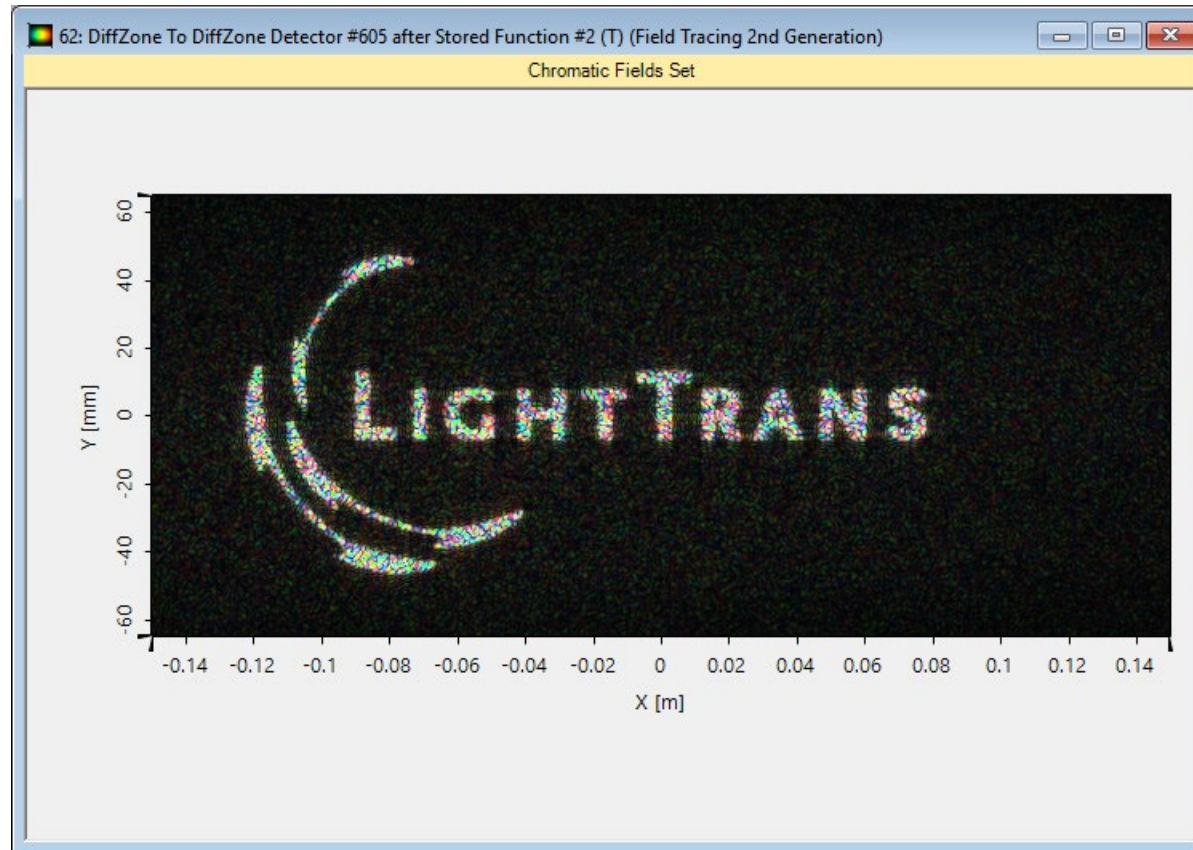 62: DiffZone To DiffZone Detector #605 after Stored Function #2 (T) (Field Tracing 2nd Generation)
Chromatic Fields Set
60
40
20
0
-20
-40
-60
Y [mm]
LIGHTTRANS
-0.14 -0.12 -0.1 -0.08 -0.06 -0.04 -0.02 0 0.02 0.04 0.06 0.08 0.1 0.12 0.14
X [m]